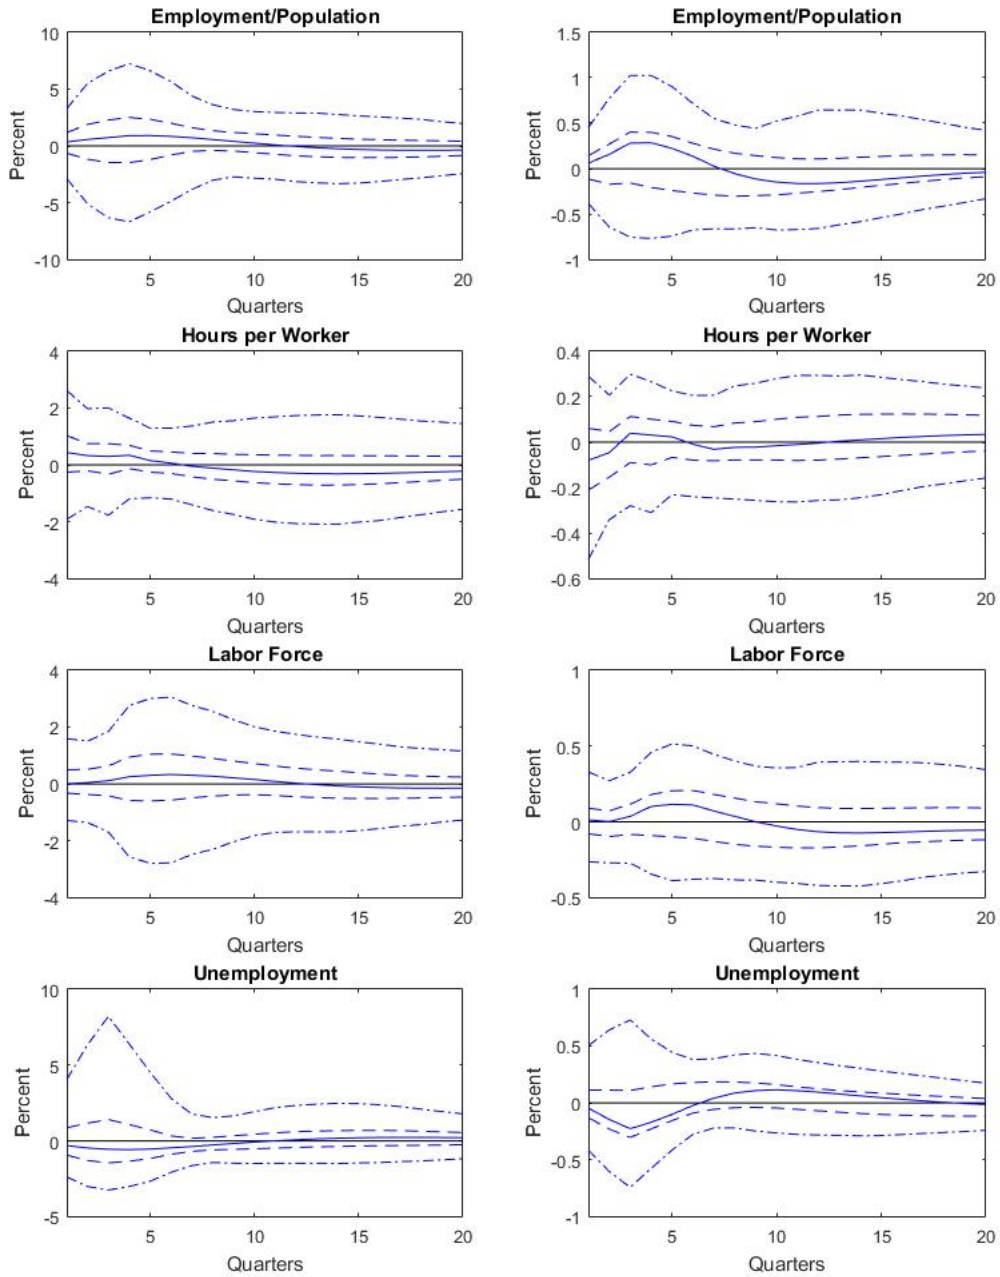 Employment/Population
10
5
0
-5
-10
Percent
5 10 15 20
Quarters
Employment/Population
1.5
1
0.5
0
-0.5
-1
Percent
5 10 15 20
Quarters
Hours per Worker
4
2
0
-2
-4
Percent
5 10 15 20
Quarters
Hours per Worker
0.4
0.2
0
-0.2
-0.4
-0.6
Percent
5 10 15 20
Quarters
Labor Force
4
2
0
-2
-4
Percent
5 10 15 20
Quarters
Labor Force
1
0.5
0
-0.5
Percent
5 10 15 20
Quarters
Unemployment
10
5
0
-5
Percent
5 10 15 20
Quarters
Unemployment
1
0.5
0
-0.5
-1
Percent
5 10 15 20
Quarters